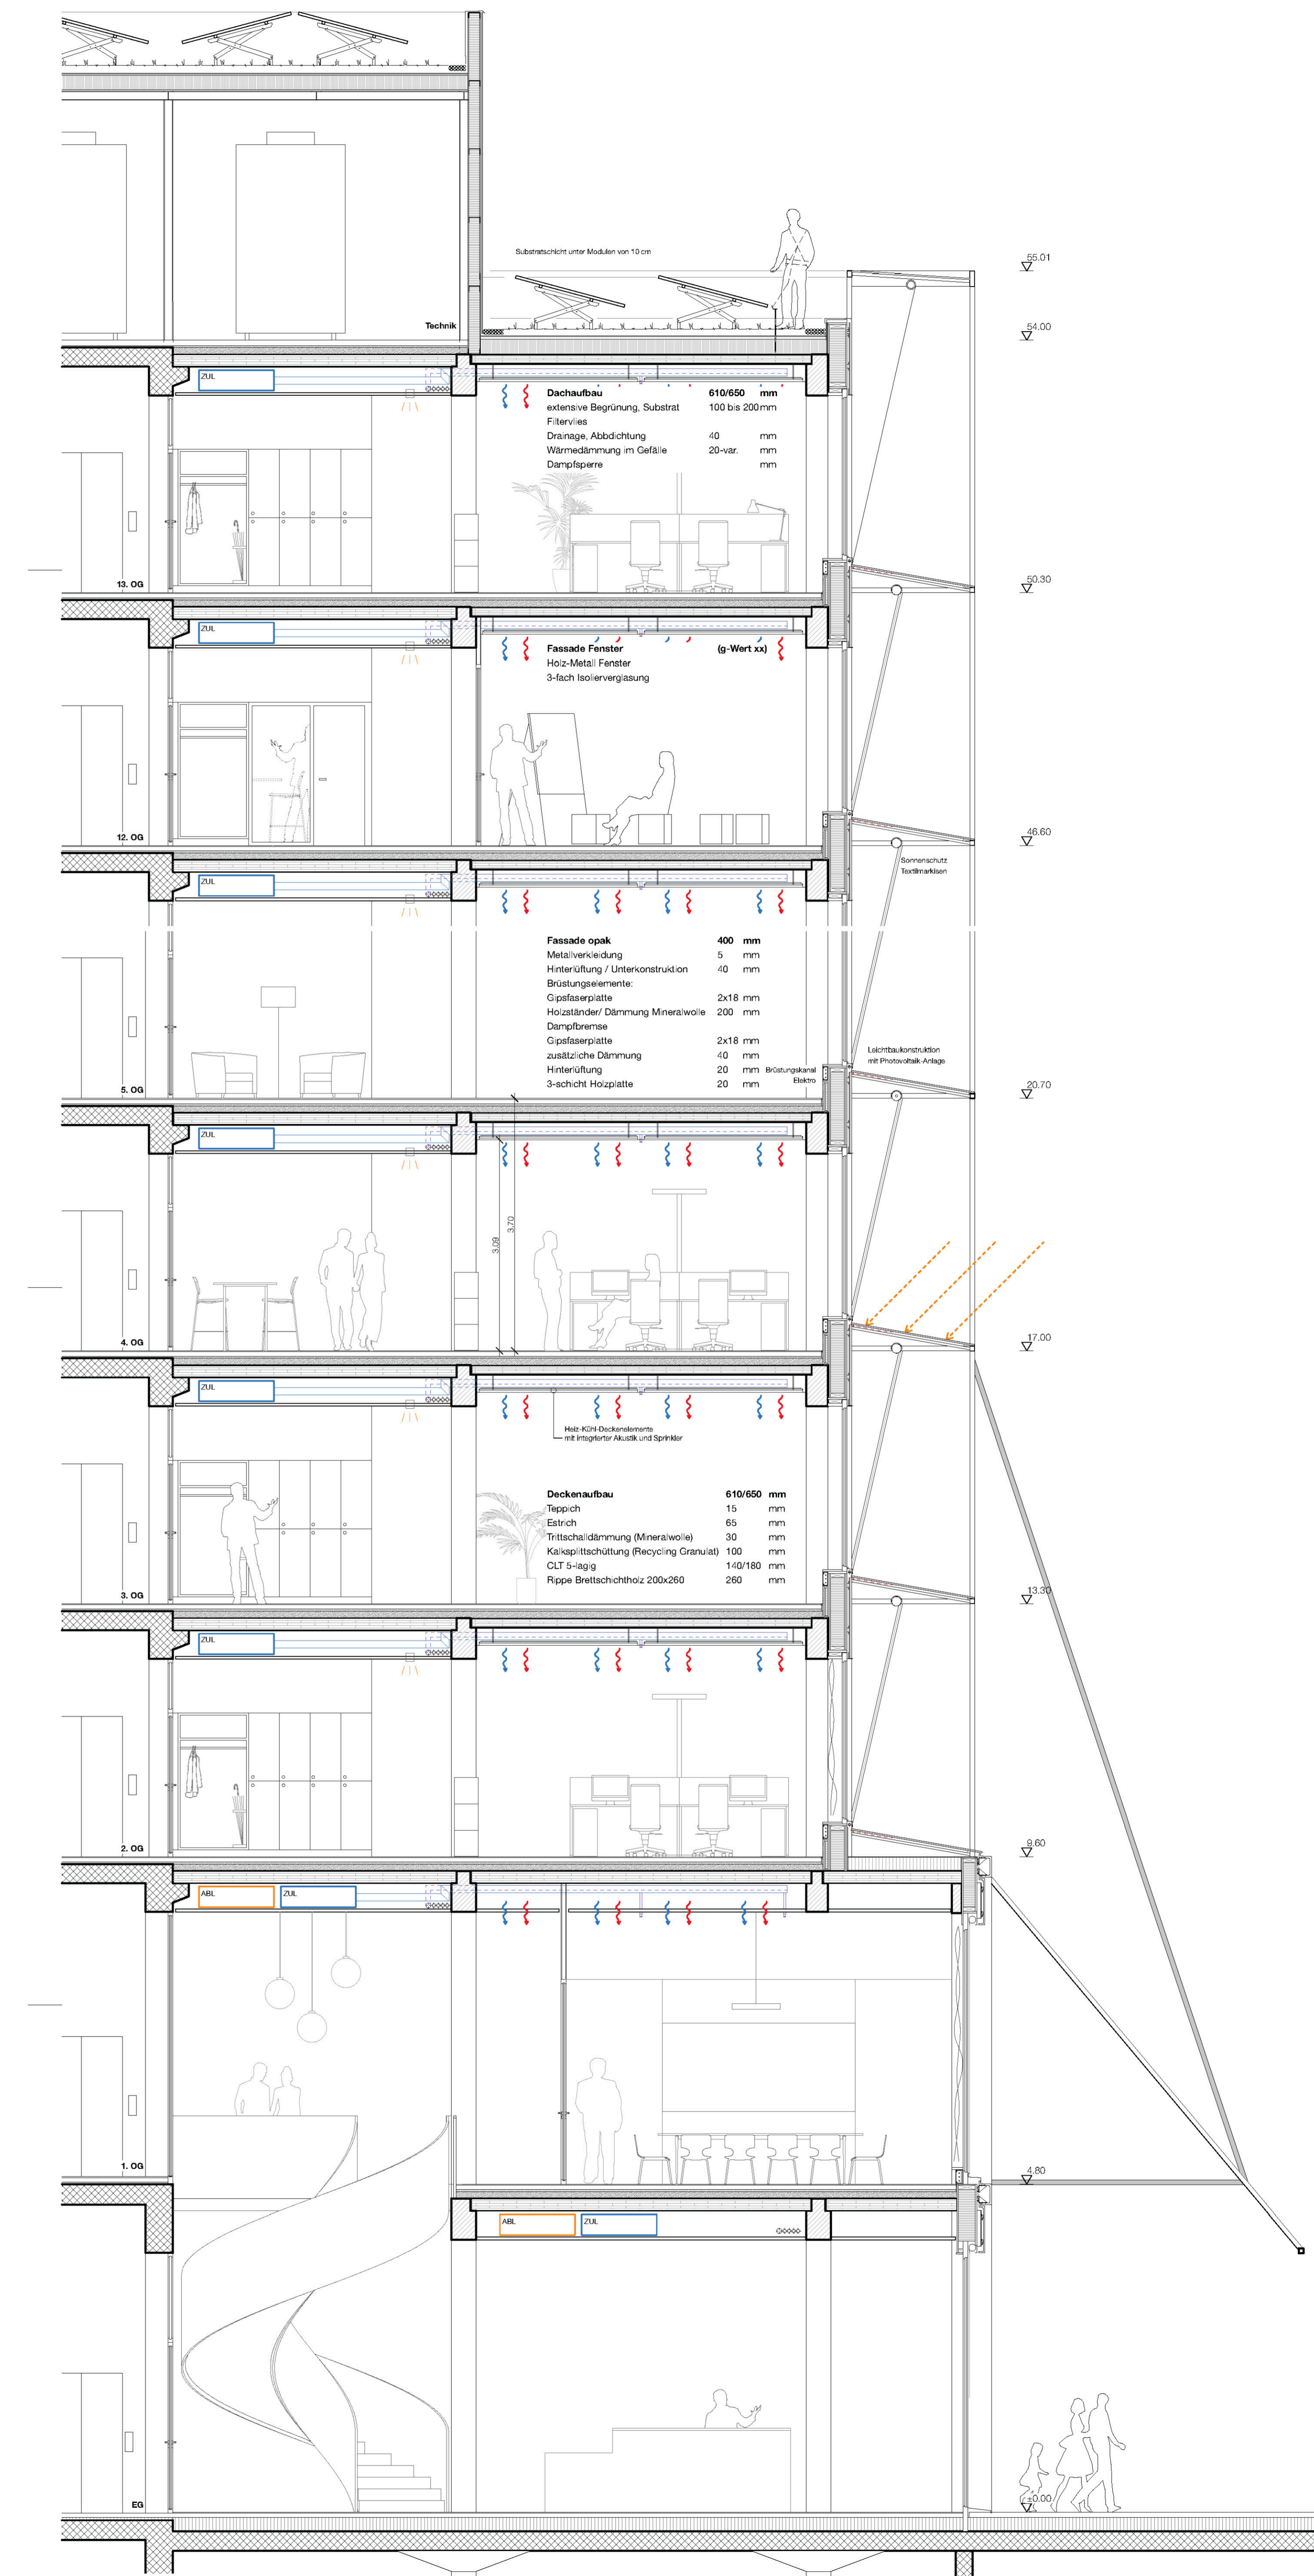 Substratschicht unter Modulen von 10 cm
55.01
Technik
54.00
ZUL
Dachaufbau 610/650 mm
extensive Begrünung, Substrat 100 bis 200mm
Filtervlies
Drainage, Abbdichtung 40 mm
Wärmedämmung im Gefälle 20-var. mm
Dampfsperre mm
13. OG
50.30
ZUL
Fassade Fenster (g-Wert xx)
Holz-Metall Fenster
3-fach Isolierverglasung
12. OG
46.60
Sonnenschutz
Textilmarkisen
ZUL
Fassade opak 400 mm
Metallverkleidung 5 mm
Hinterlüftung / Unterkonstruktion 40 mm
Brüstungselemente:
Gipsfaserplatte 2x18 mm
Holzständer/ Dämmung Mineralwolle 200 mm
Dampfbremse
Gipsfaserplatte 2x18 mm
zusätzliche Dämmung 40 mm
Hinterlüftung 20 mm
3-schicht Holzplatte 20 mm
Brüstungskanal
Elektro
Leichtbaukonstruktion
mit Photovoltaik-Anlage
5. OG
20.70
ZUL
3.09
3.70
4. OG
17.00
ZUL
Heiz-Kühl-Deckenelemente
mit integrierter Akustik und Sprinkler
Deckenaufbau 610/650 mm
Teppich 15 mm
Estrich 65 mm
Trittschalldämmung (Mineralwolle) 30 mm
Kalksplittschüttung (Recycling Granulat) 100 mm
CLT 5-lagig 140/180 mm
Rippe Brettschichtholz 200x260 260 mm
3. OG
13.30
ZUL
2. OG
9.60
ABL
ZUL
1. OG
4.80
ABL
ZUL
EG
±0.00